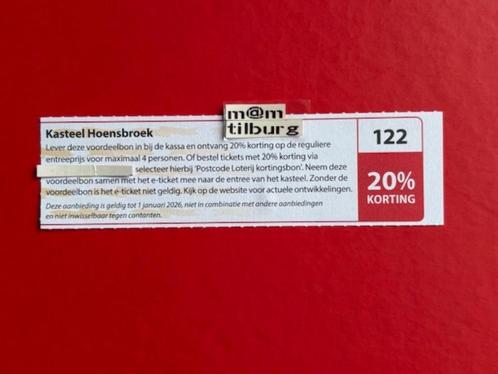 m@m
tilburg
Kasteel Hoensbroek
Lever deze voordeelbon in bij de kassa en ontvang 20% korting op de reguliere
entreeprijs voor maximaal 4 personen. Of bestel tickets met 20% korting via
selecteer hierbij 'Postcode Loterij kortingsbon'. Neem deze
voordeelbon samen met het e-ticket mee naar de entree van het kasteel. Zonder de
voordeelbon is het e-ticket niet geldig. Kijk op de website voor actuele ontwikkelingen.
Deze aanbieding is geldig tot 1 januari 2026, niet in combinatie met andere aanbiedingen
en niet inwisselbaar tegen contanten.
122
20%
KORTING